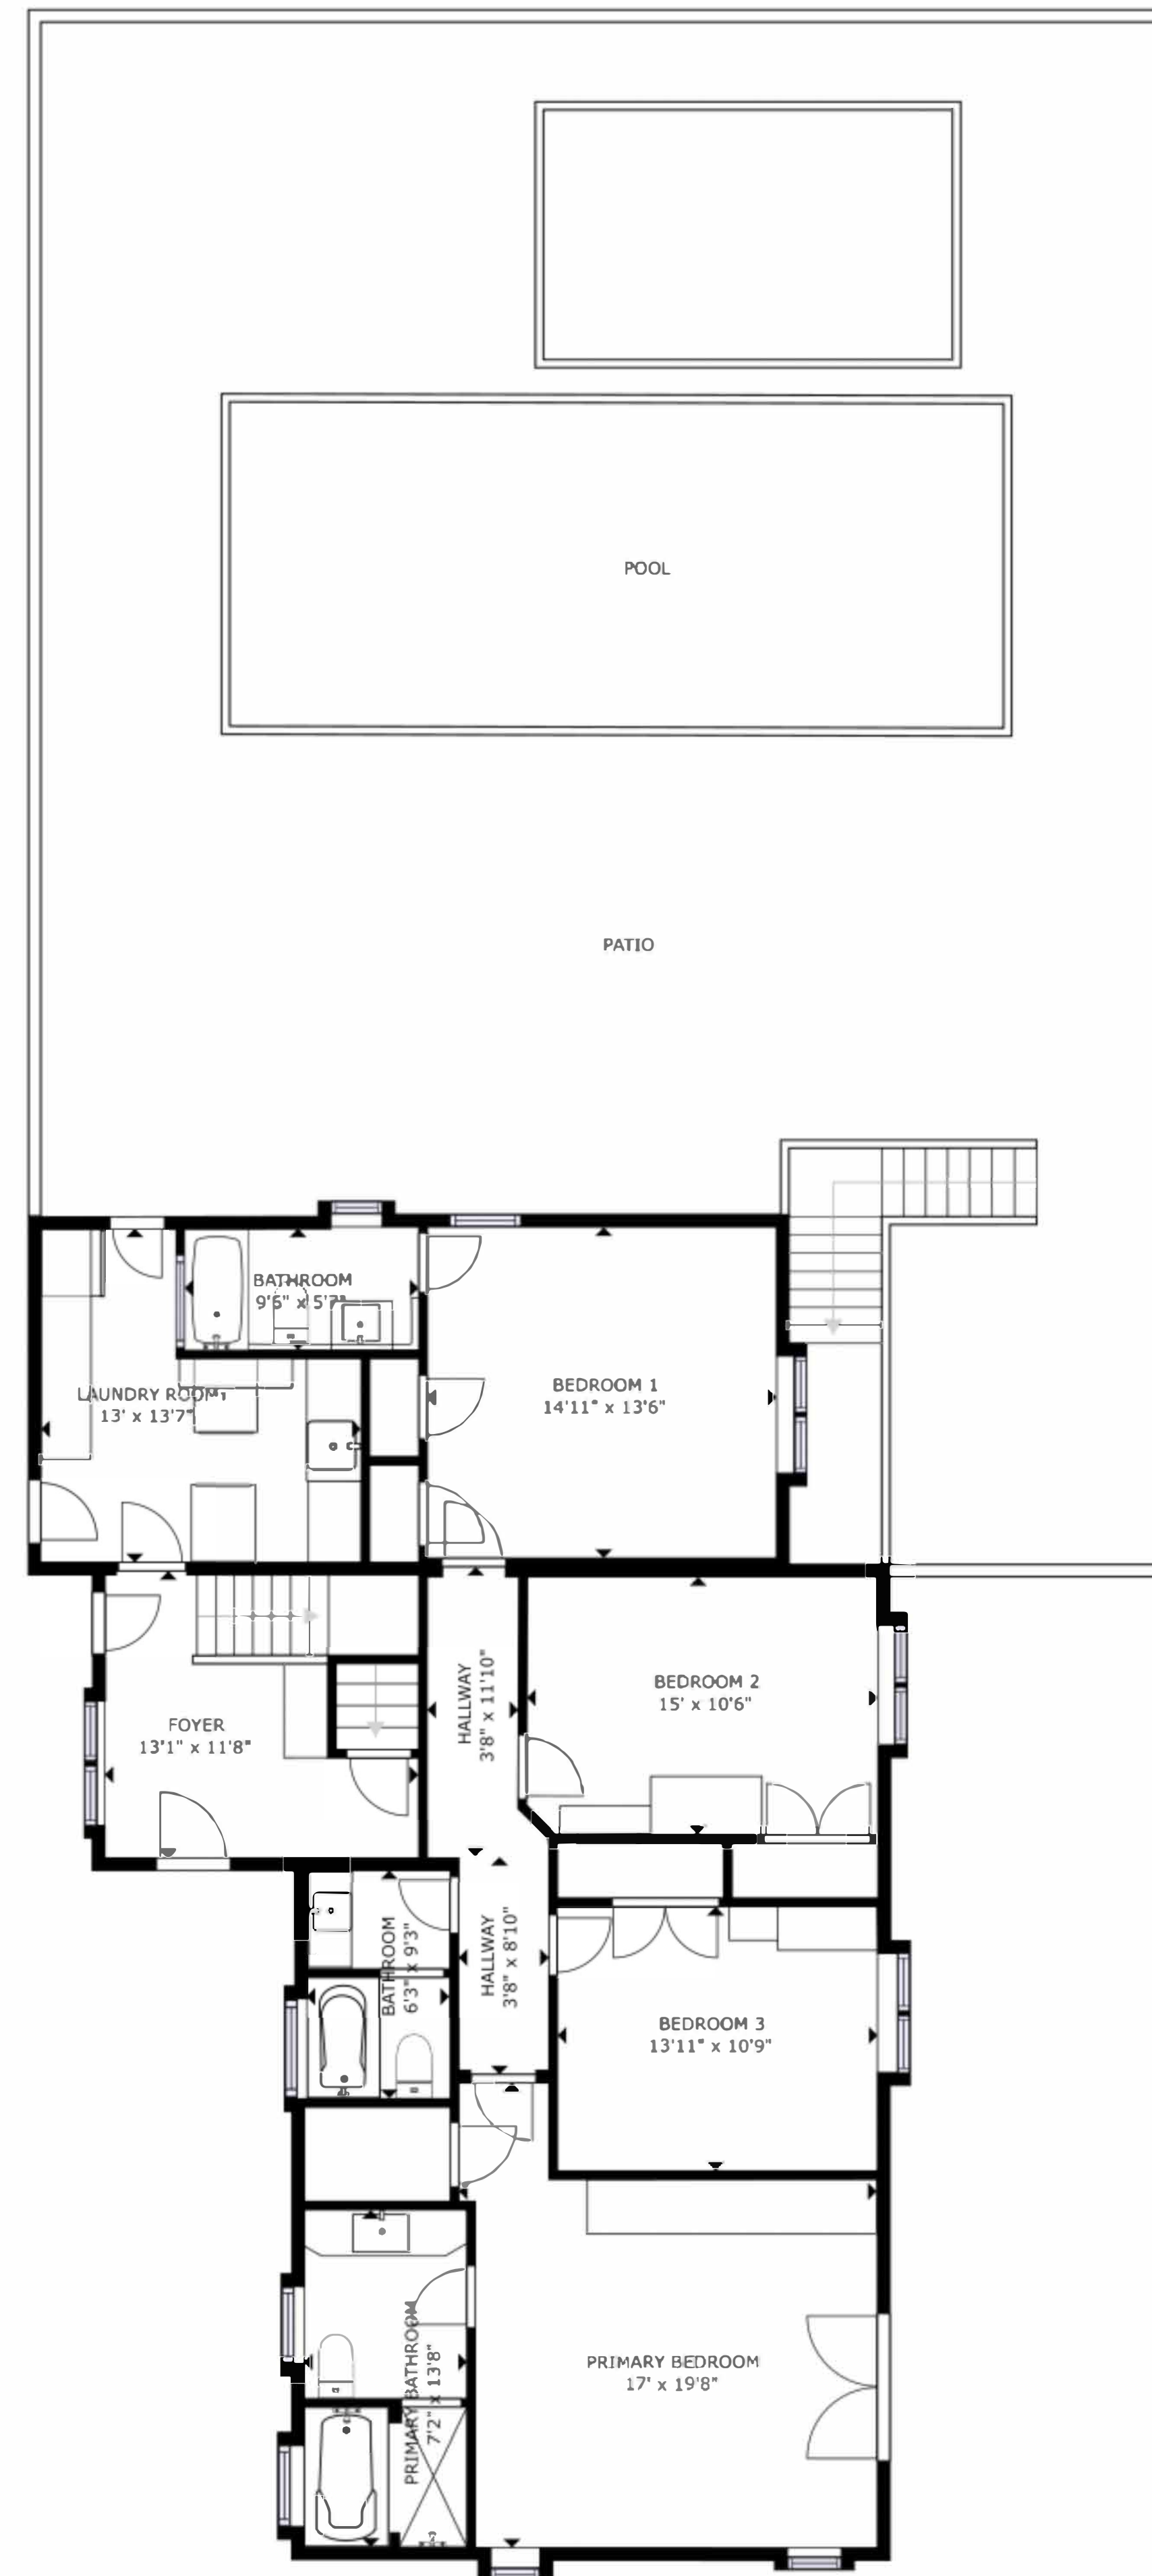 POOL
PATIO
BATHROOM
9'6" x 5'7"
LAUNDRY ROOM
13' x 13'7"
BEDROOM 1
14'11" x 13'6"
HALLWAY
3'8" x 11'10"
BEDROOM 2
15' x 10'6"
FOYER
13'1" x 11'8"
BATHROOM
6'3" x 9'3"
HALLWAY
3'8" x 8'10"
BEDROOM 3
13'11" x 10'9"
PRIMARY BATHROOM
7'2" x 13'8"
PRIMARY BEDROOM
17' x 19'8"